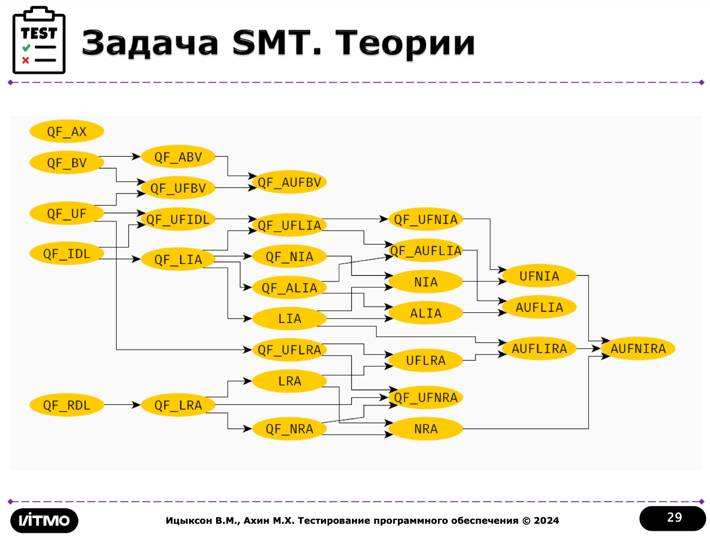 TEST
Задача SMT. Теории
QF_AX
QF_BV
QF_ABV
QF_UFBV
QF_AUFBV
QF_UF
QF_UFIDL
QF_UFLIA
QF_UFNIA
QF_IDL
QF_LIA
QF_NIA
QF_AUFLIA
QF_ALIA
NIA
UFNIA
LIA
ALIA
AUFLIA
QF_UFLRA
UFLRA
AUFLIRA
AUFNIRA
LRA
QF_UFNRA
QF_RDL
QF_LRA
QF_NRA
NRA
ИТМО
Ицыксон В.М., Ахин М.Х. Тестирование программного обеспечения © 2024
29